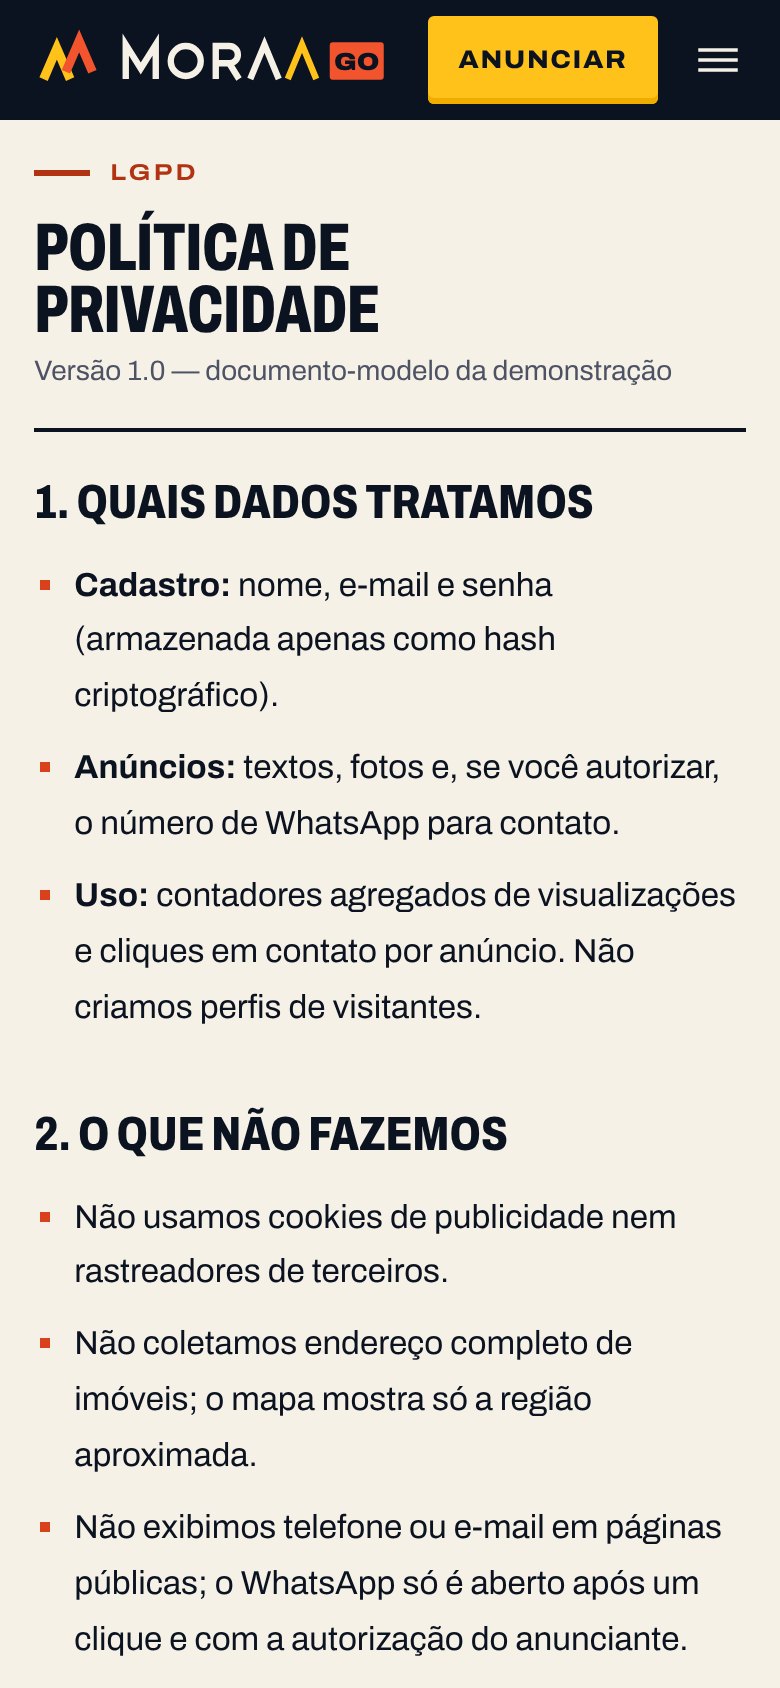 MORAA GO
ANUNCIAR
LGPD
POLÍTICA DE
PRIVACIDADE
Versão 1.0 — documento-modelo da demonstração
1. QUAIS DADOS TRATAMOS
Cadastro: nome, e-mail e senha
(armazenada apenas como hash
criptográfico).
Anúncios: textos, fotos e, se você autorizar,
o número de WhatsApp para contato.
Uso: contadores agregados de visualizações
e cliques em contato por anúncio. Não
criamos perfis de visitantes.
2. O QUE NÃO FAZEMOS
Não usamos cookies de publicidade nem
rastreadores de terceiros.
Não coletamos endereço completo de
imóveis; o mapa mostra só a região
aproximada.
Não exibimos telefone ou e-mail em páginas
públicas; o WhatsApp só é aberto após um
clique e com a autorização do anunciante.